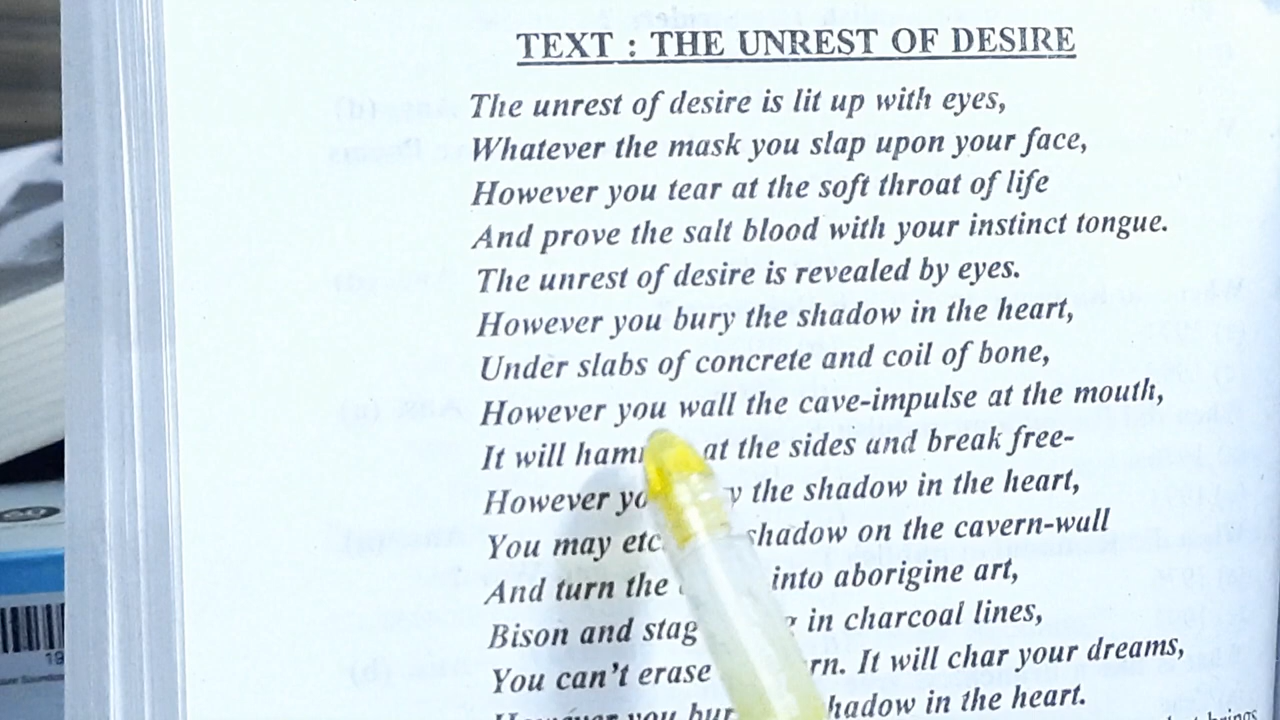 TEXT : THE UNREST OF DESIRE
The unrest of desire is lit up with eyes,
Whatever the mask you slap upon your face,
However you tear at the soft throat of life
And prove the salt blood with your instinct tongue.
The unrest of desire is revealed by eyes.
However you bury the shadow in the heart,
Under slabs of concrete and coil of bone,
However you wall the cave-impulse at the mouth,
It will at the sides and break free-
However the shadow in the heart,
You may shadow on the cavern-wall
And turn the into aborigine art,
Bison and stag in charcoal lines,
You can't erase It will char your dreams,
you in the heart.
brings
19